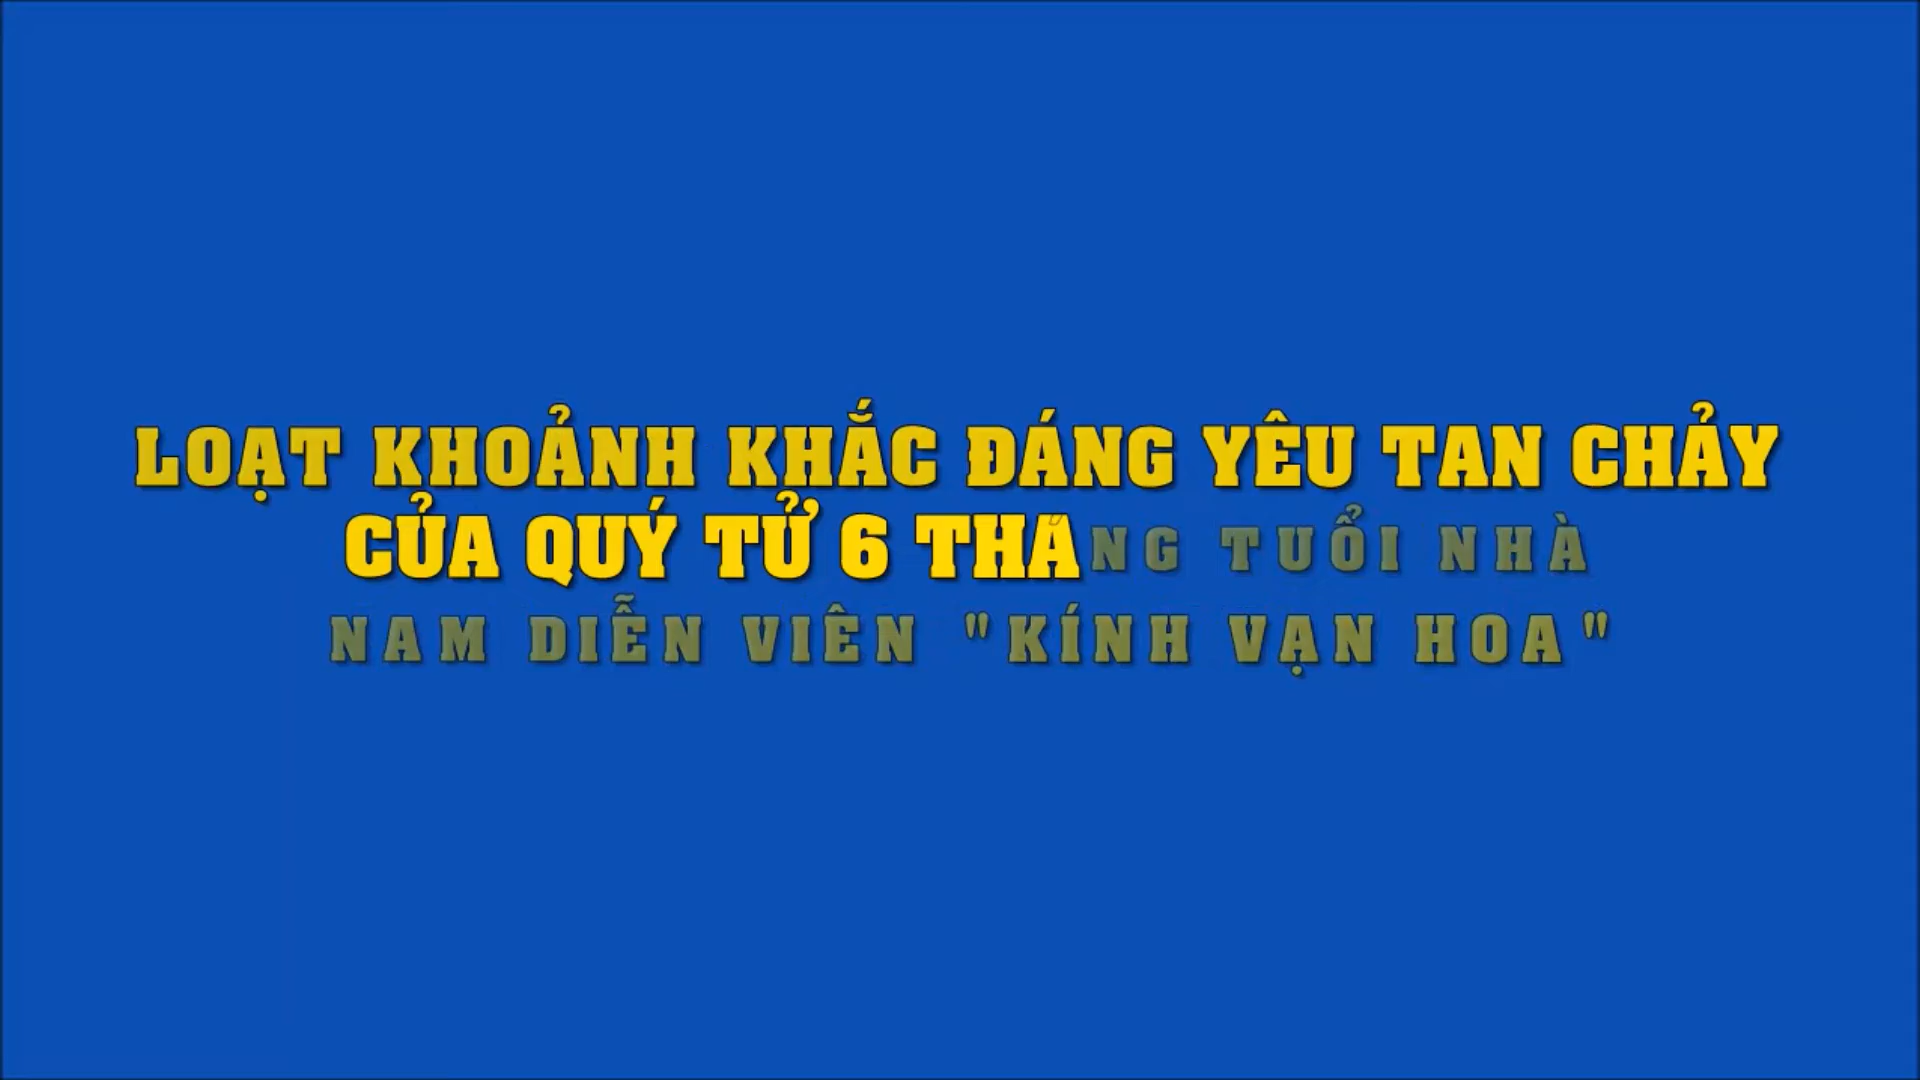 LOẠT KHOẢNH KHẮC ĐÁNG YÊU TAN CHẢY
CỦA QUÝ TỬ 6 THÁNG TUỔI NHÀ
NAM DIỄN VIÊN "KÍNH VẠN HOA"